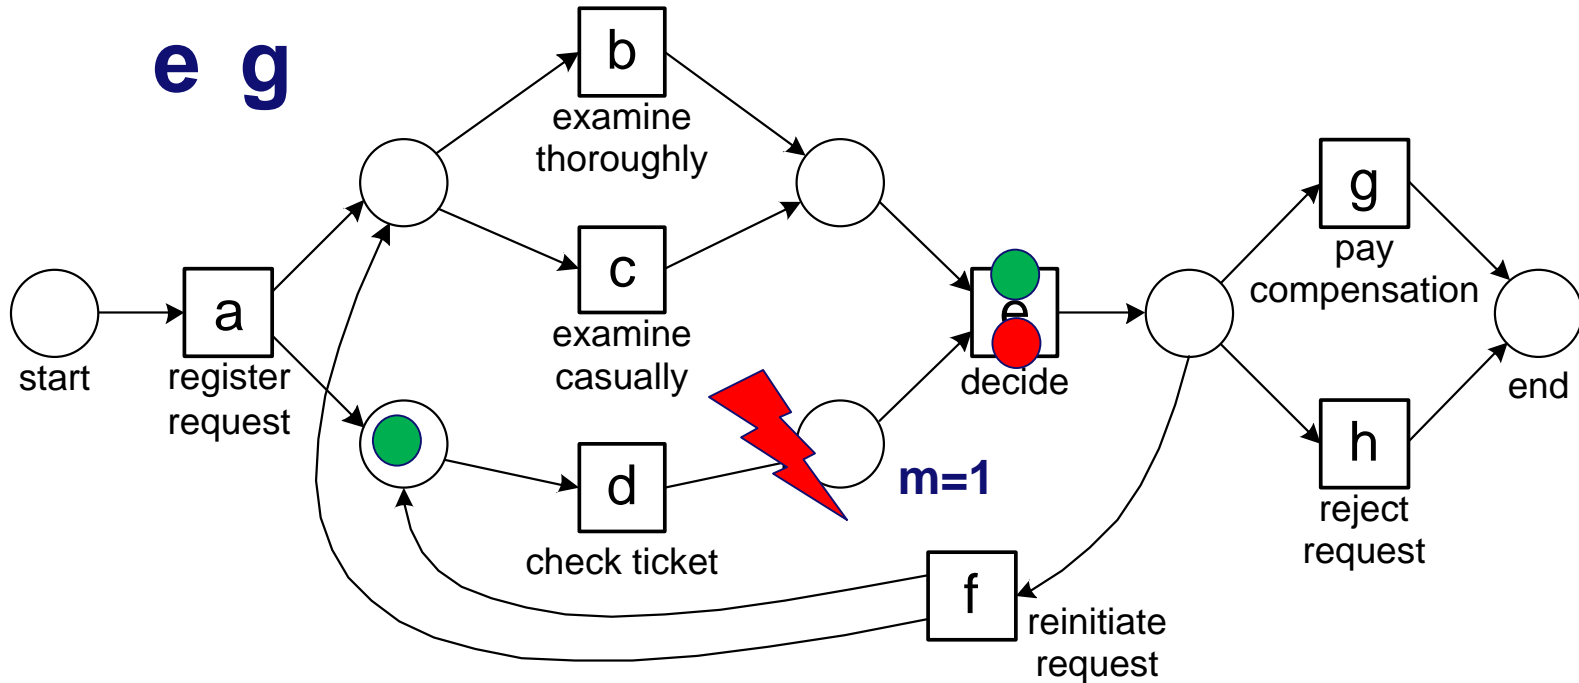 e g
b
examine
thoroughly
c
examine
casually
a
register
request
start
d
check ticket
m=1
e
decide
f
reinitiate
request
g
pay
compensation
h
reject
request
end